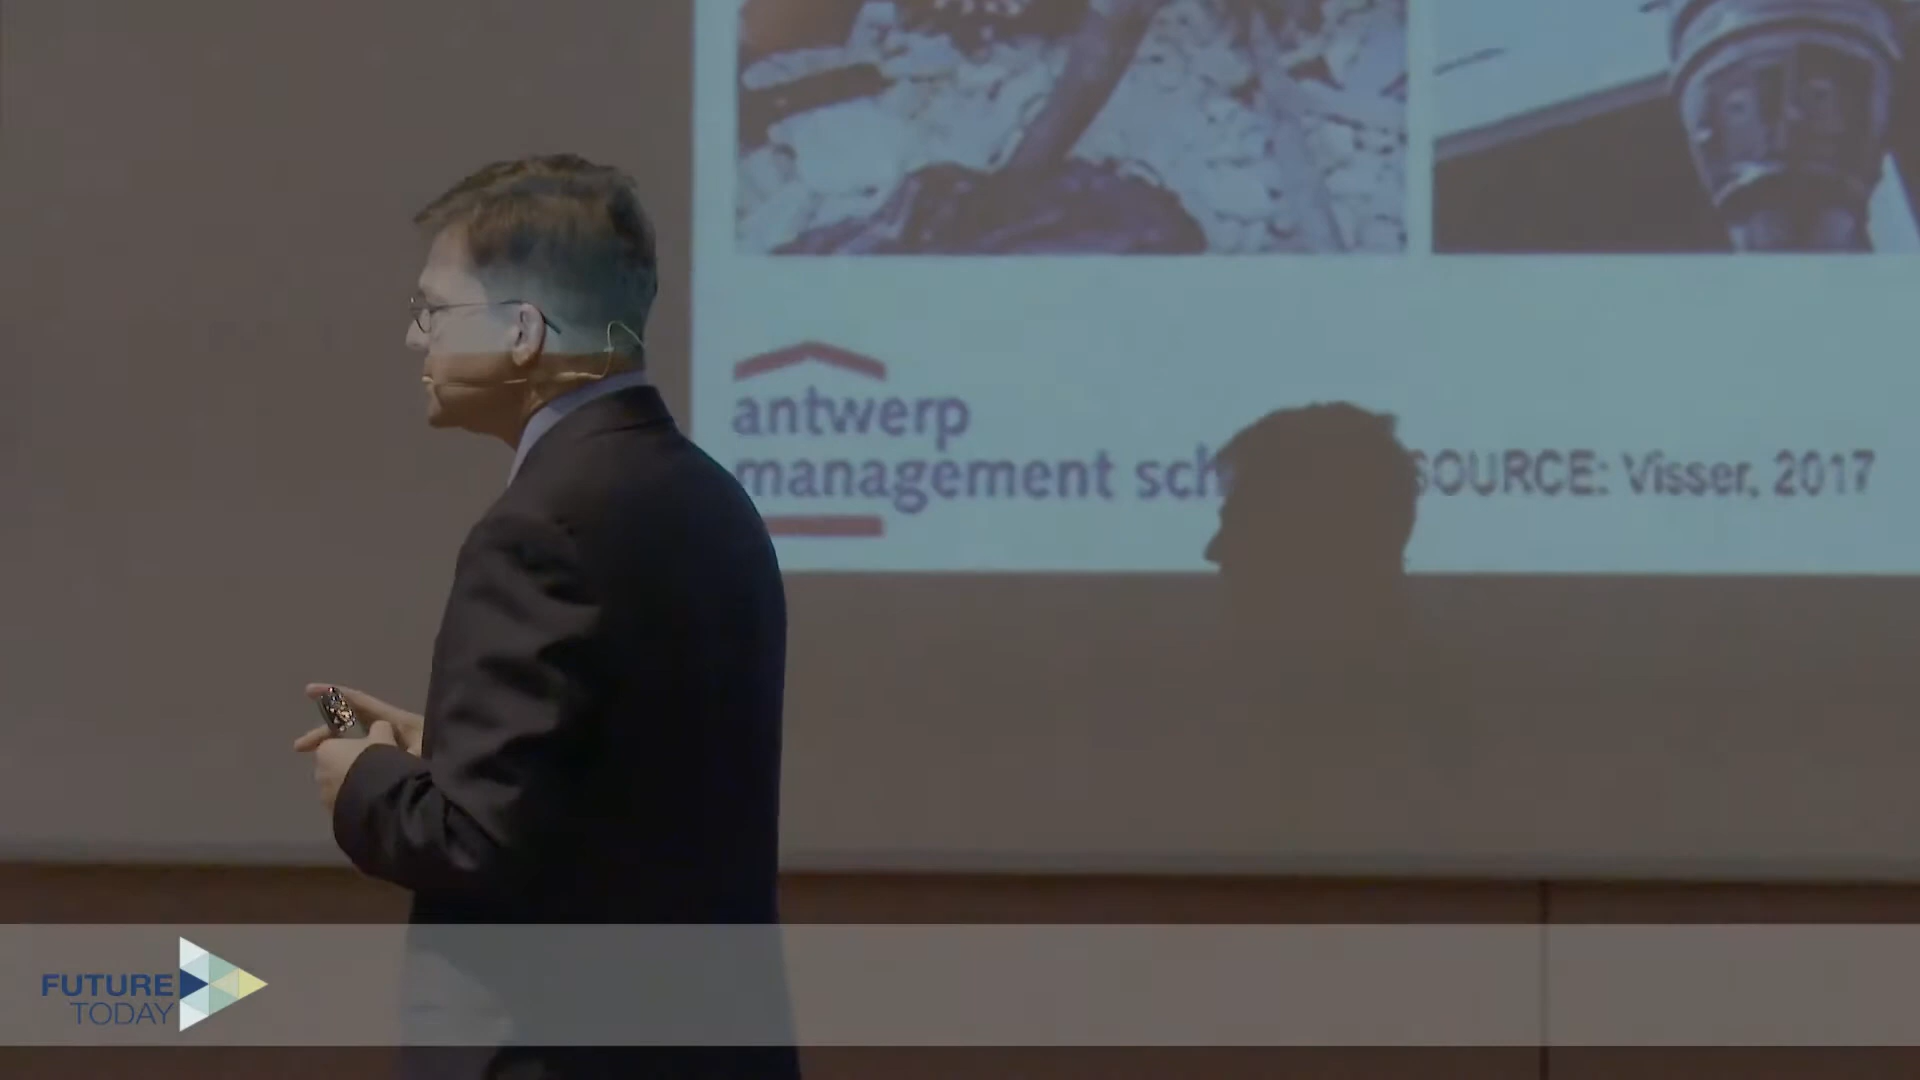 antwerp
management sch
SOURCE: Visser, 2017
FUTURE
TODAY